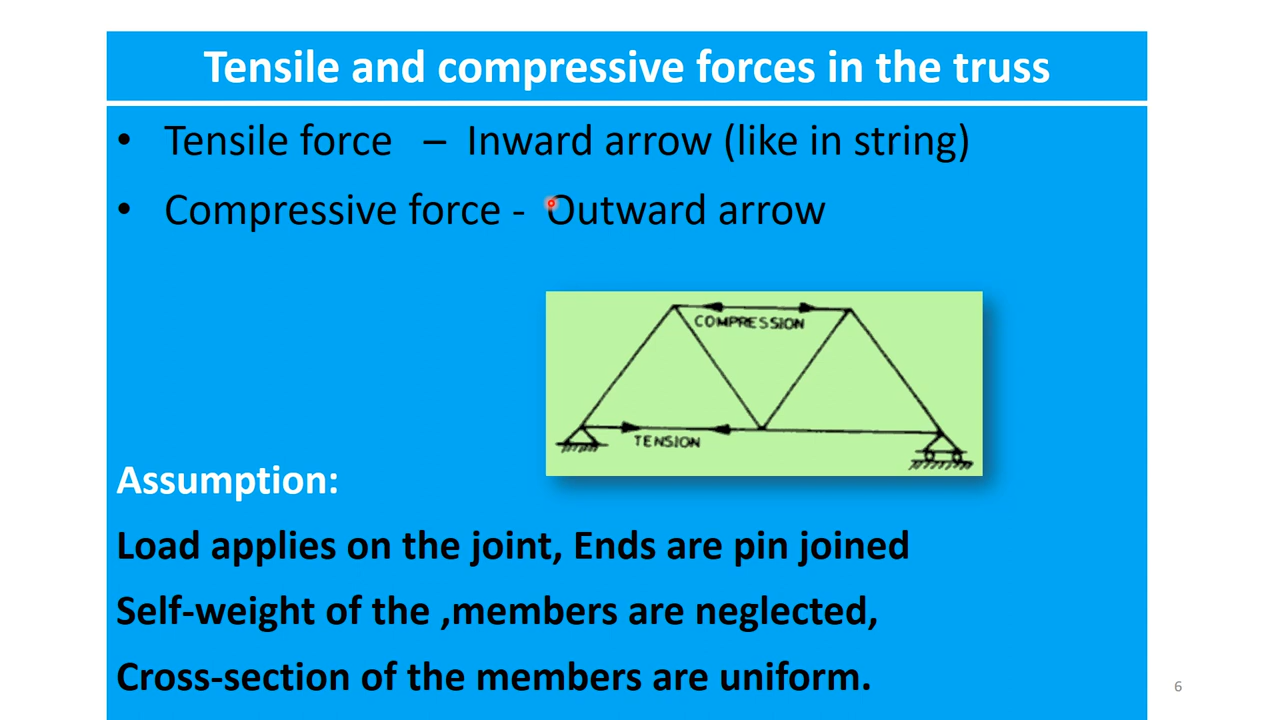 Tensile and compressive forces in the truss
• Tensile force – Inward arrow (like in string)
• Compressive force - Outward arrow
COMPRESSION
TENSION
Assumption:
Load applies on the joint, Ends are pin joined
Self-weight of the ,members are neglected,
Cross-section of the members are uniform.
6